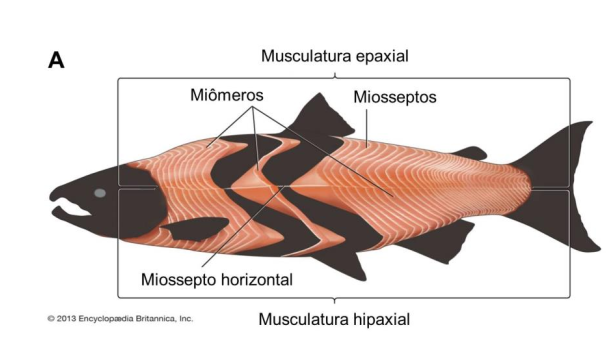 A
Musculatura epaxial
Miômeros
Miosseptos
Miossepto horizontal
© 2013 Encyclopædia Britannica, Inc.
Musculatura hipaxial